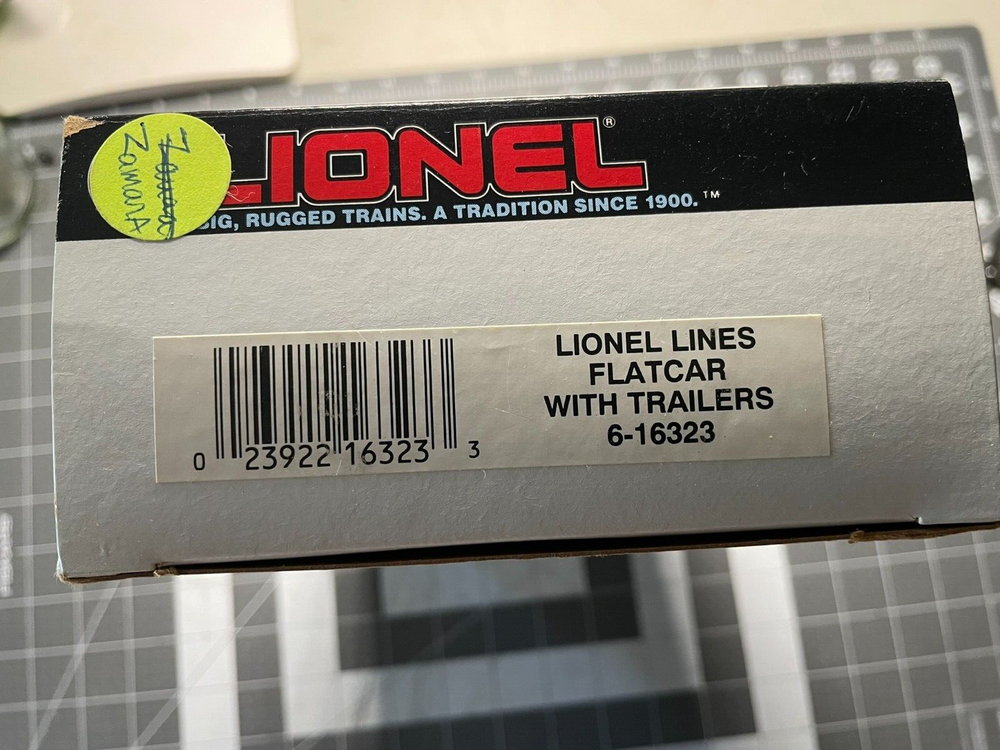 LIONEL®
BIG, RUGGED TRAINS. A TRADITION SINCE 1900.™
LIONEL LINES
FLATCAR
WITH TRAILERS
6-16323
0 23922 16323 3